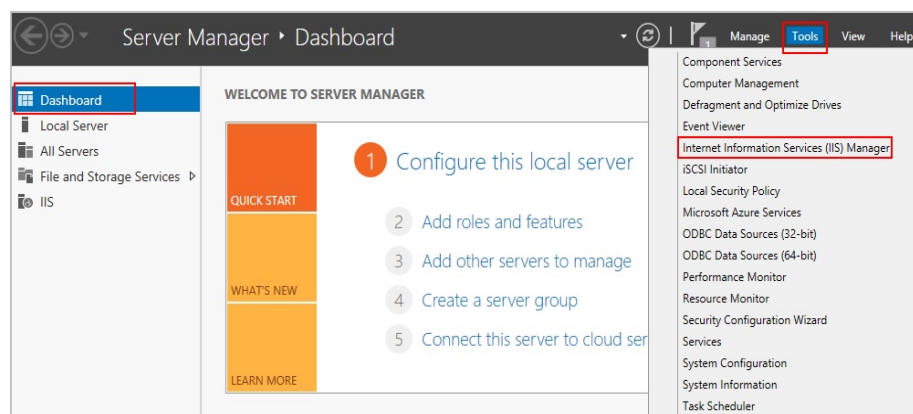 Server Manager ‣ Dashboard
1
Manage Tools View Help
Dashboard
Local Server
All Servers
File and Storage Services
IIS
WELCOME TO SERVER MANAGER
QUICK START
WHAT'S NEW
LEARN MORE
1 Configure this local server
2 Add roles and features
3 Add other servers to manage
4 Create a server group
5 Connect this server to cloud ser
Component Services
Computer Management
Defragment and Optimize Drives
Event Viewer
Internet Information Services (IIS) Manager
iSCSI Initiator
Local Security Policy
Microsoft Azure Services
ODBC Data Sources (32-bit)
ODBC Data Sources (64-bit)
Performance Monitor
Resource Monitor
Security Configuration Wizard
Services
System Configuration
System Information
Task Scheduler